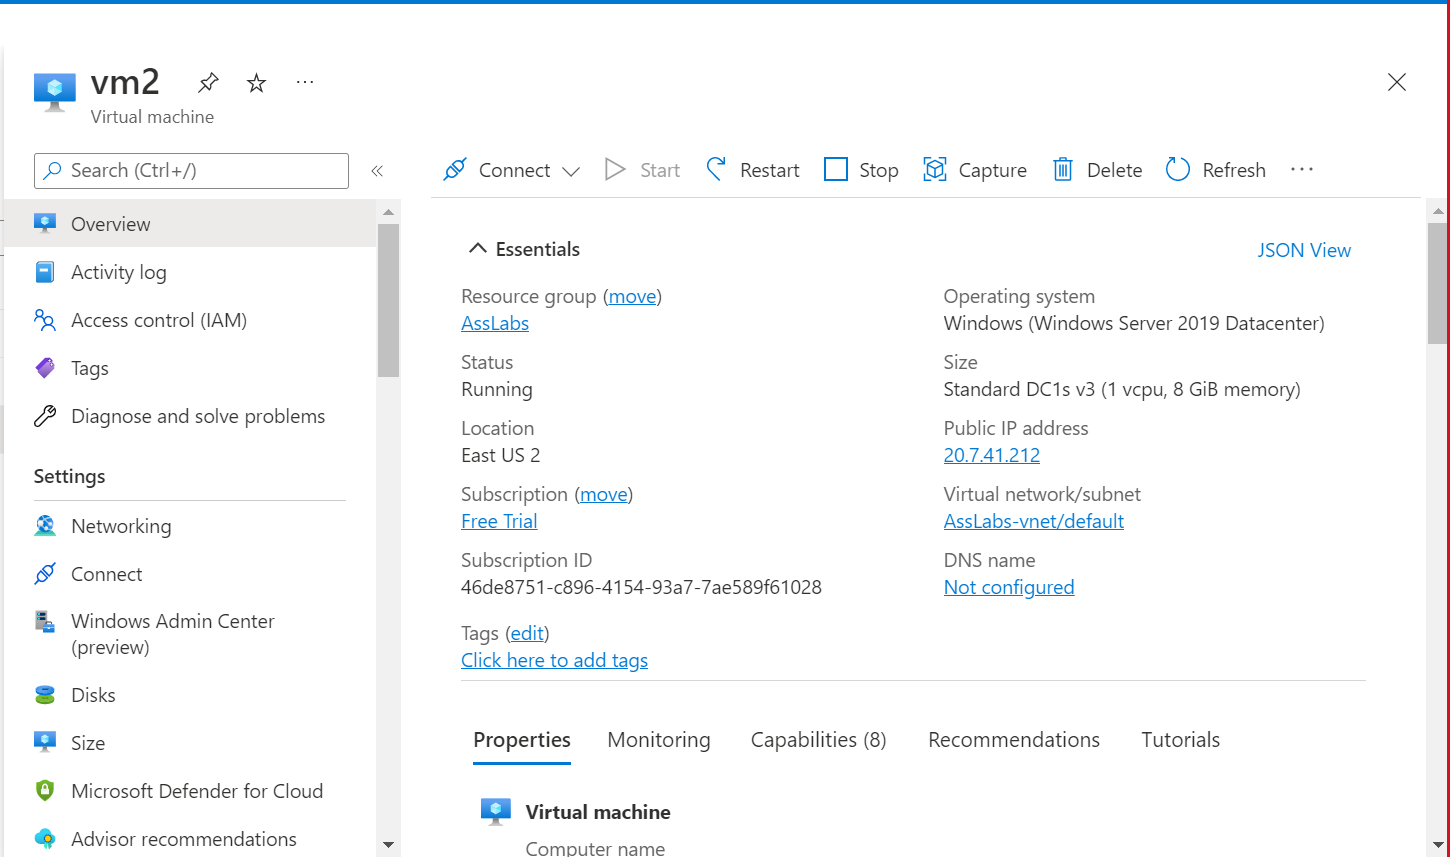 vm2
Virtual machine
Search (Ctrl+/)
Overview
Activity log
Access control (IAM)
Tags
Diagnose and solve problems
Settings
Networking
Connect
Windows Admin Center
(preview)
Disks
Size
Microsoft Defender for Cloud
Advisor recommendations
Connect
Start
Restart
Stop
Capture
Delete
Refresh
Essentials
JSON View
Resource group (move)
AssLabs
Status
Running
Location
East US 2
Subscription (move)
Free Trial
Subscription ID
46de8751-c896-4154-93a7-7ae589f61028
Tags (edit)
Click here to add tags
Operating system
Windows (Windows Server 2019 Datacenter)
Size
Standard DC1s v3 (1 vcpu, 8 GiB memory)
Public IP address
20.7.41.212
Virtual network/subnet
AssLabs-vnet/default
DNS name
Not configured
Properties
Monitoring
Capabilities (8)
Recommendations
Tutorials
Virtual machine
Computer name